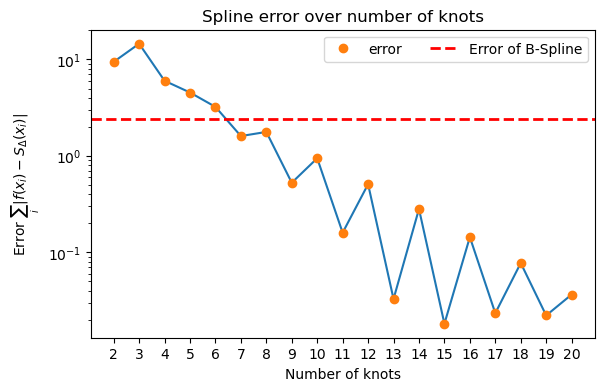 Spline error over number of knots
error
Error of B-Spline
Error ∑_i |f(x_i) − S_Δ(x_i)|
10^1
10^0
10^−1
2 3 4 5 6 7 8 9 10 11 12 13 14 15 16 17 18 19 20
Number of knots